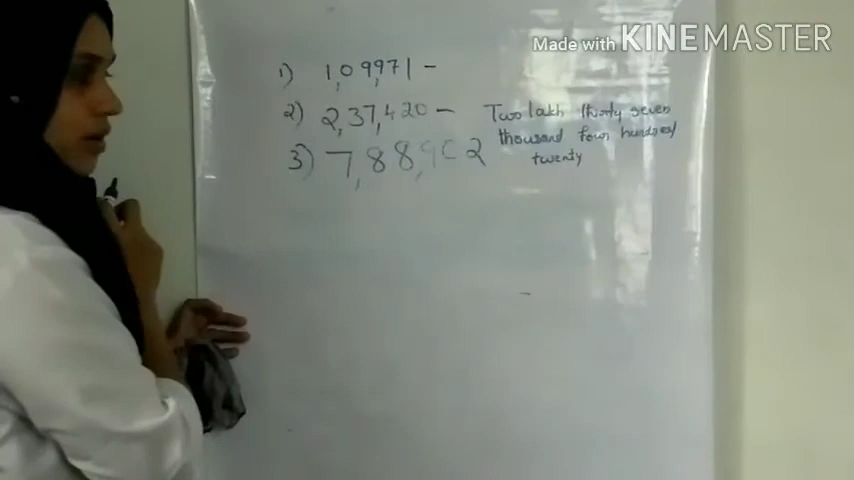 Made with KINEMASTER
1) 1,09,971 -
2) 2,37,420 - Two lakh thirty seven
thousand four hundred
twenty
3) 7,88,902